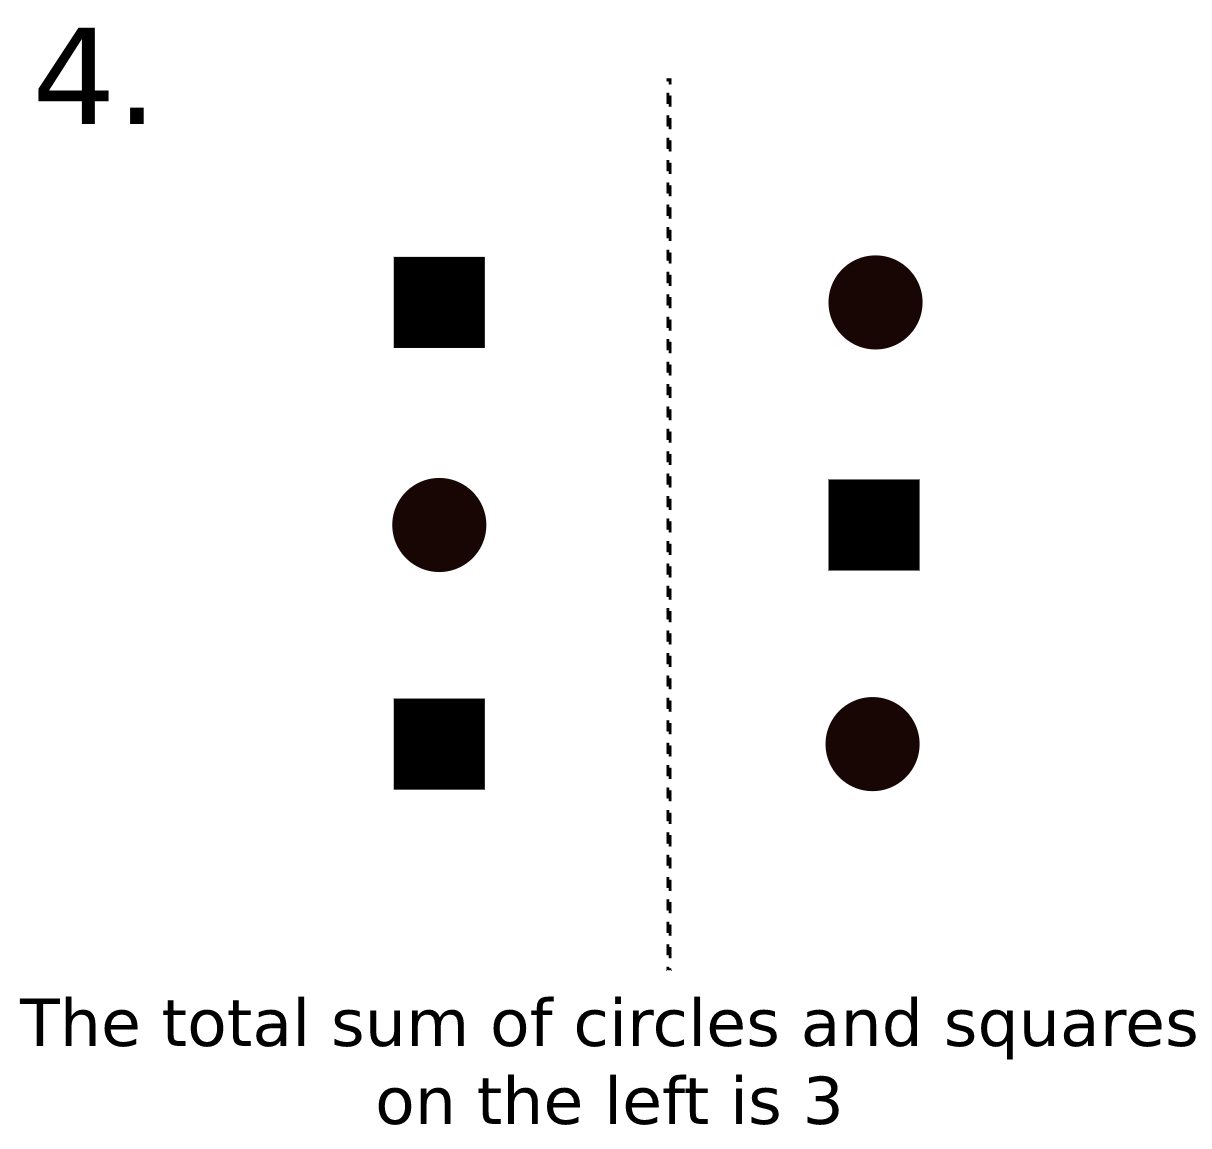 4.
The total sum of circles and squares
on the left is 3